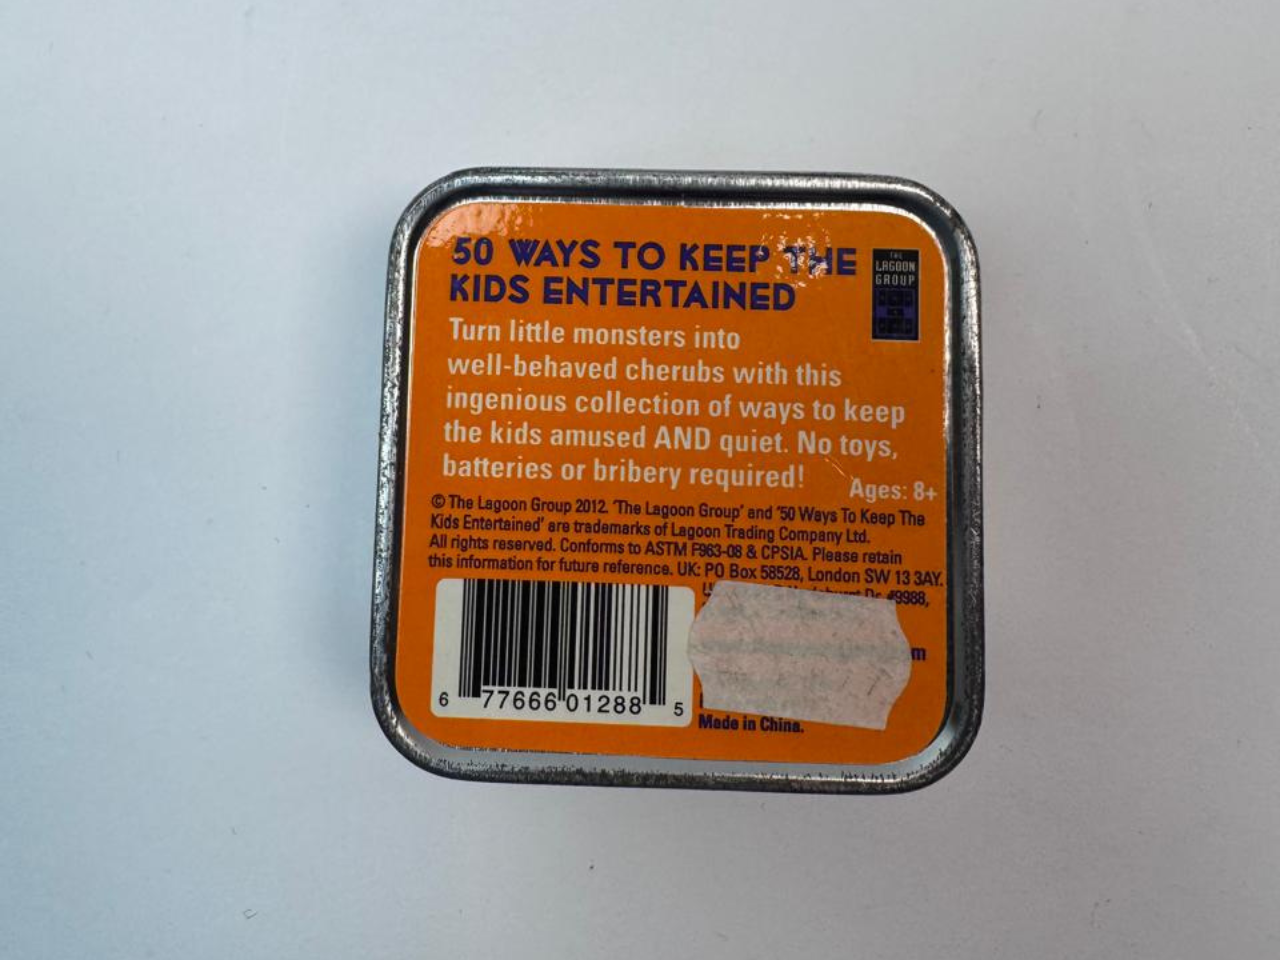 50 WAYS TO KEEP THE
KIDS ENTERTAINED
THE
LAGOON
GROUP
Turn little monsters into
well-behaved cherubs with this
ingenious collection of ways to keep
the kids amused AND quiet. No toys,
batteries or bribery required!
Ages: 8+
© The Lagoon Group 2012. 'The Lagoon Group' and '50 Ways To Keep The
Kids Entertained' are trademarks of Lagoon Trading Company Ltd.
All rights reserved. Conforms to ASTM F963-08 & CPSIA. Please retain
this information for future reference. UK: PO Box 58528, London SW 13 3AY.
Dr. #9988,
6 77666 01288 5
Made in China.